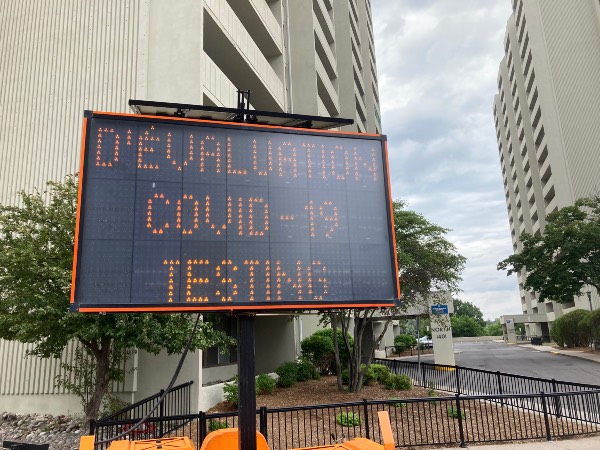 D'ÉVALUATION
COVID-19
TESTING